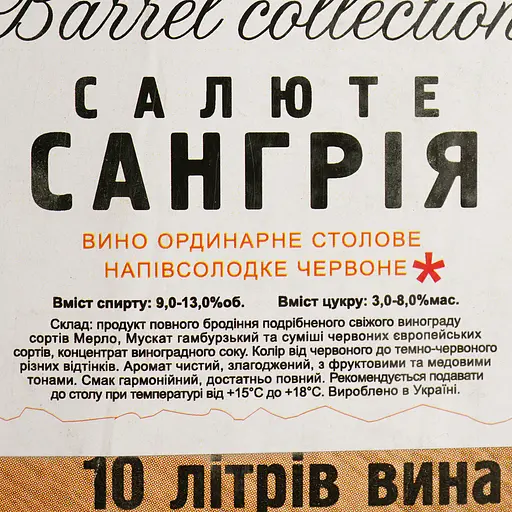 Barrel collection
САЛЮТЕ
САНГРІЯ
ВИНО ОРДИНАРНЕ СТОЛОВЕ
НАПІВСОЛОДКЕ ЧЕРВОНЕ*
Вміст спирту: 9,0-13,0%об. Вміст цукру: 3,0-8,0%мас.
Склад: продукт повного бродіння подрібненого свіжого винограду
сортів Мерло, Мускат гамбурзький та суміші червоних європейських
сортів, концентрат виноградного соку. Колір від червоного до темно-червоного
різних відтінків. Аромат чистий, злагоджений, з фруктовими та медовими
тонами. Смак гармонійний, достатньо повний. Рекомендується подавати
до столу при температурі від +15°С до +18°С. Вироблено в Україні.
10 літрів вина